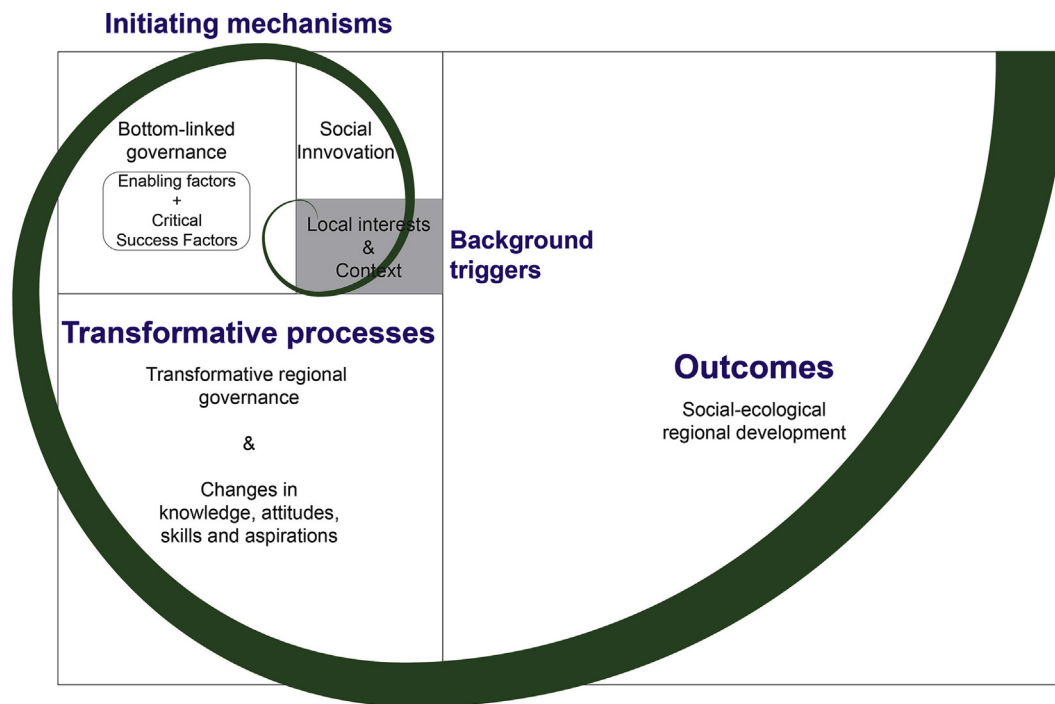 Initiating mechanisms
Bottom-linked
governance
Enabling factors
+
Critical
Success Factors
Social
Innvovation
Local interests
&
Context
Background
triggers
Transformative processes
Transformative regional
governance
&
Changes in
knowledge, attitudes,
skills and aspirations
Outcomes
Social-ecological
regional development